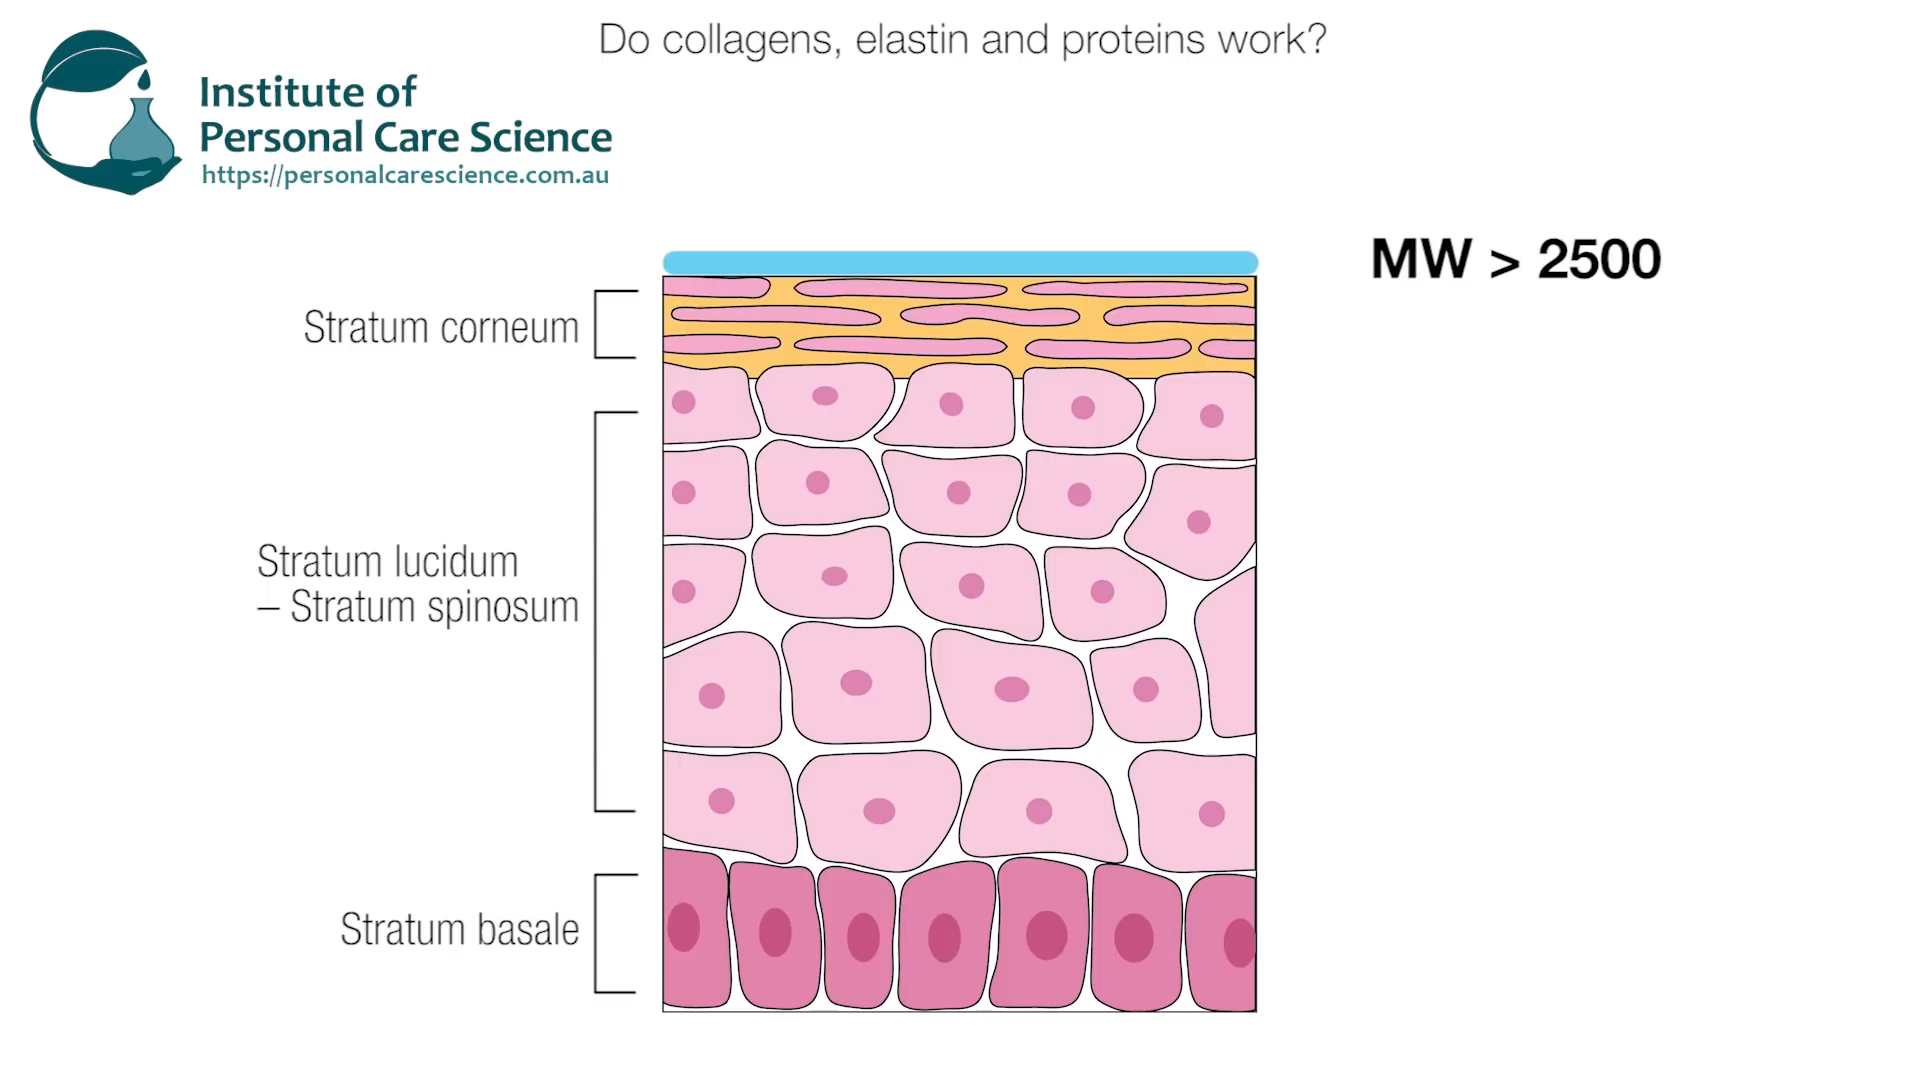 Do collagens, elastin and proteins work?
Institute of
Personal Care Science
https://personalcarescience.com.au
MW > 2500
Stratum corneum
Stratum lucidum
– Stratum spinosum
Stratum basale